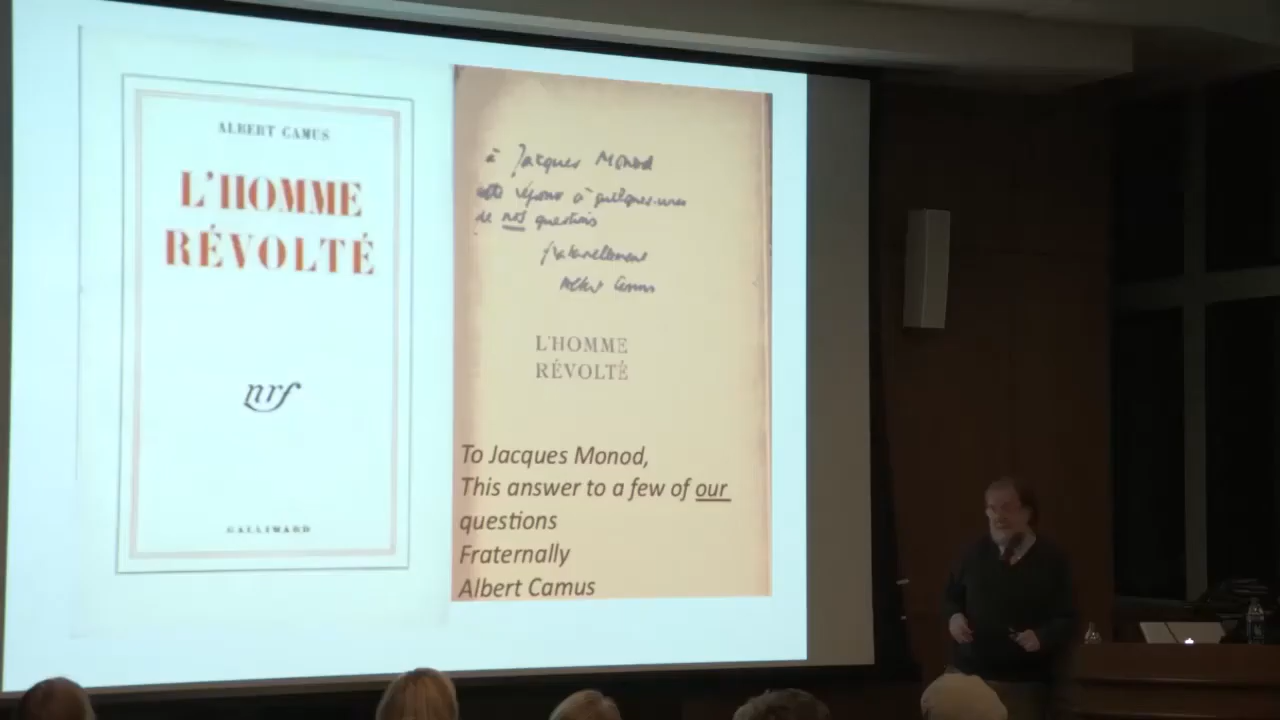 ALBERT CAMUS
L'HOMME
RÉVOLTÉ
nrf
GALLIMARD
à Jacques Monod
cette réponse à quelques-unes
de nos questions
fraternellement
Albert Camus
L'HOMME
RÉVOLTÉ
To Jacques Monod,
This answer to a few of our
questions
Fraternally
Albert Camus